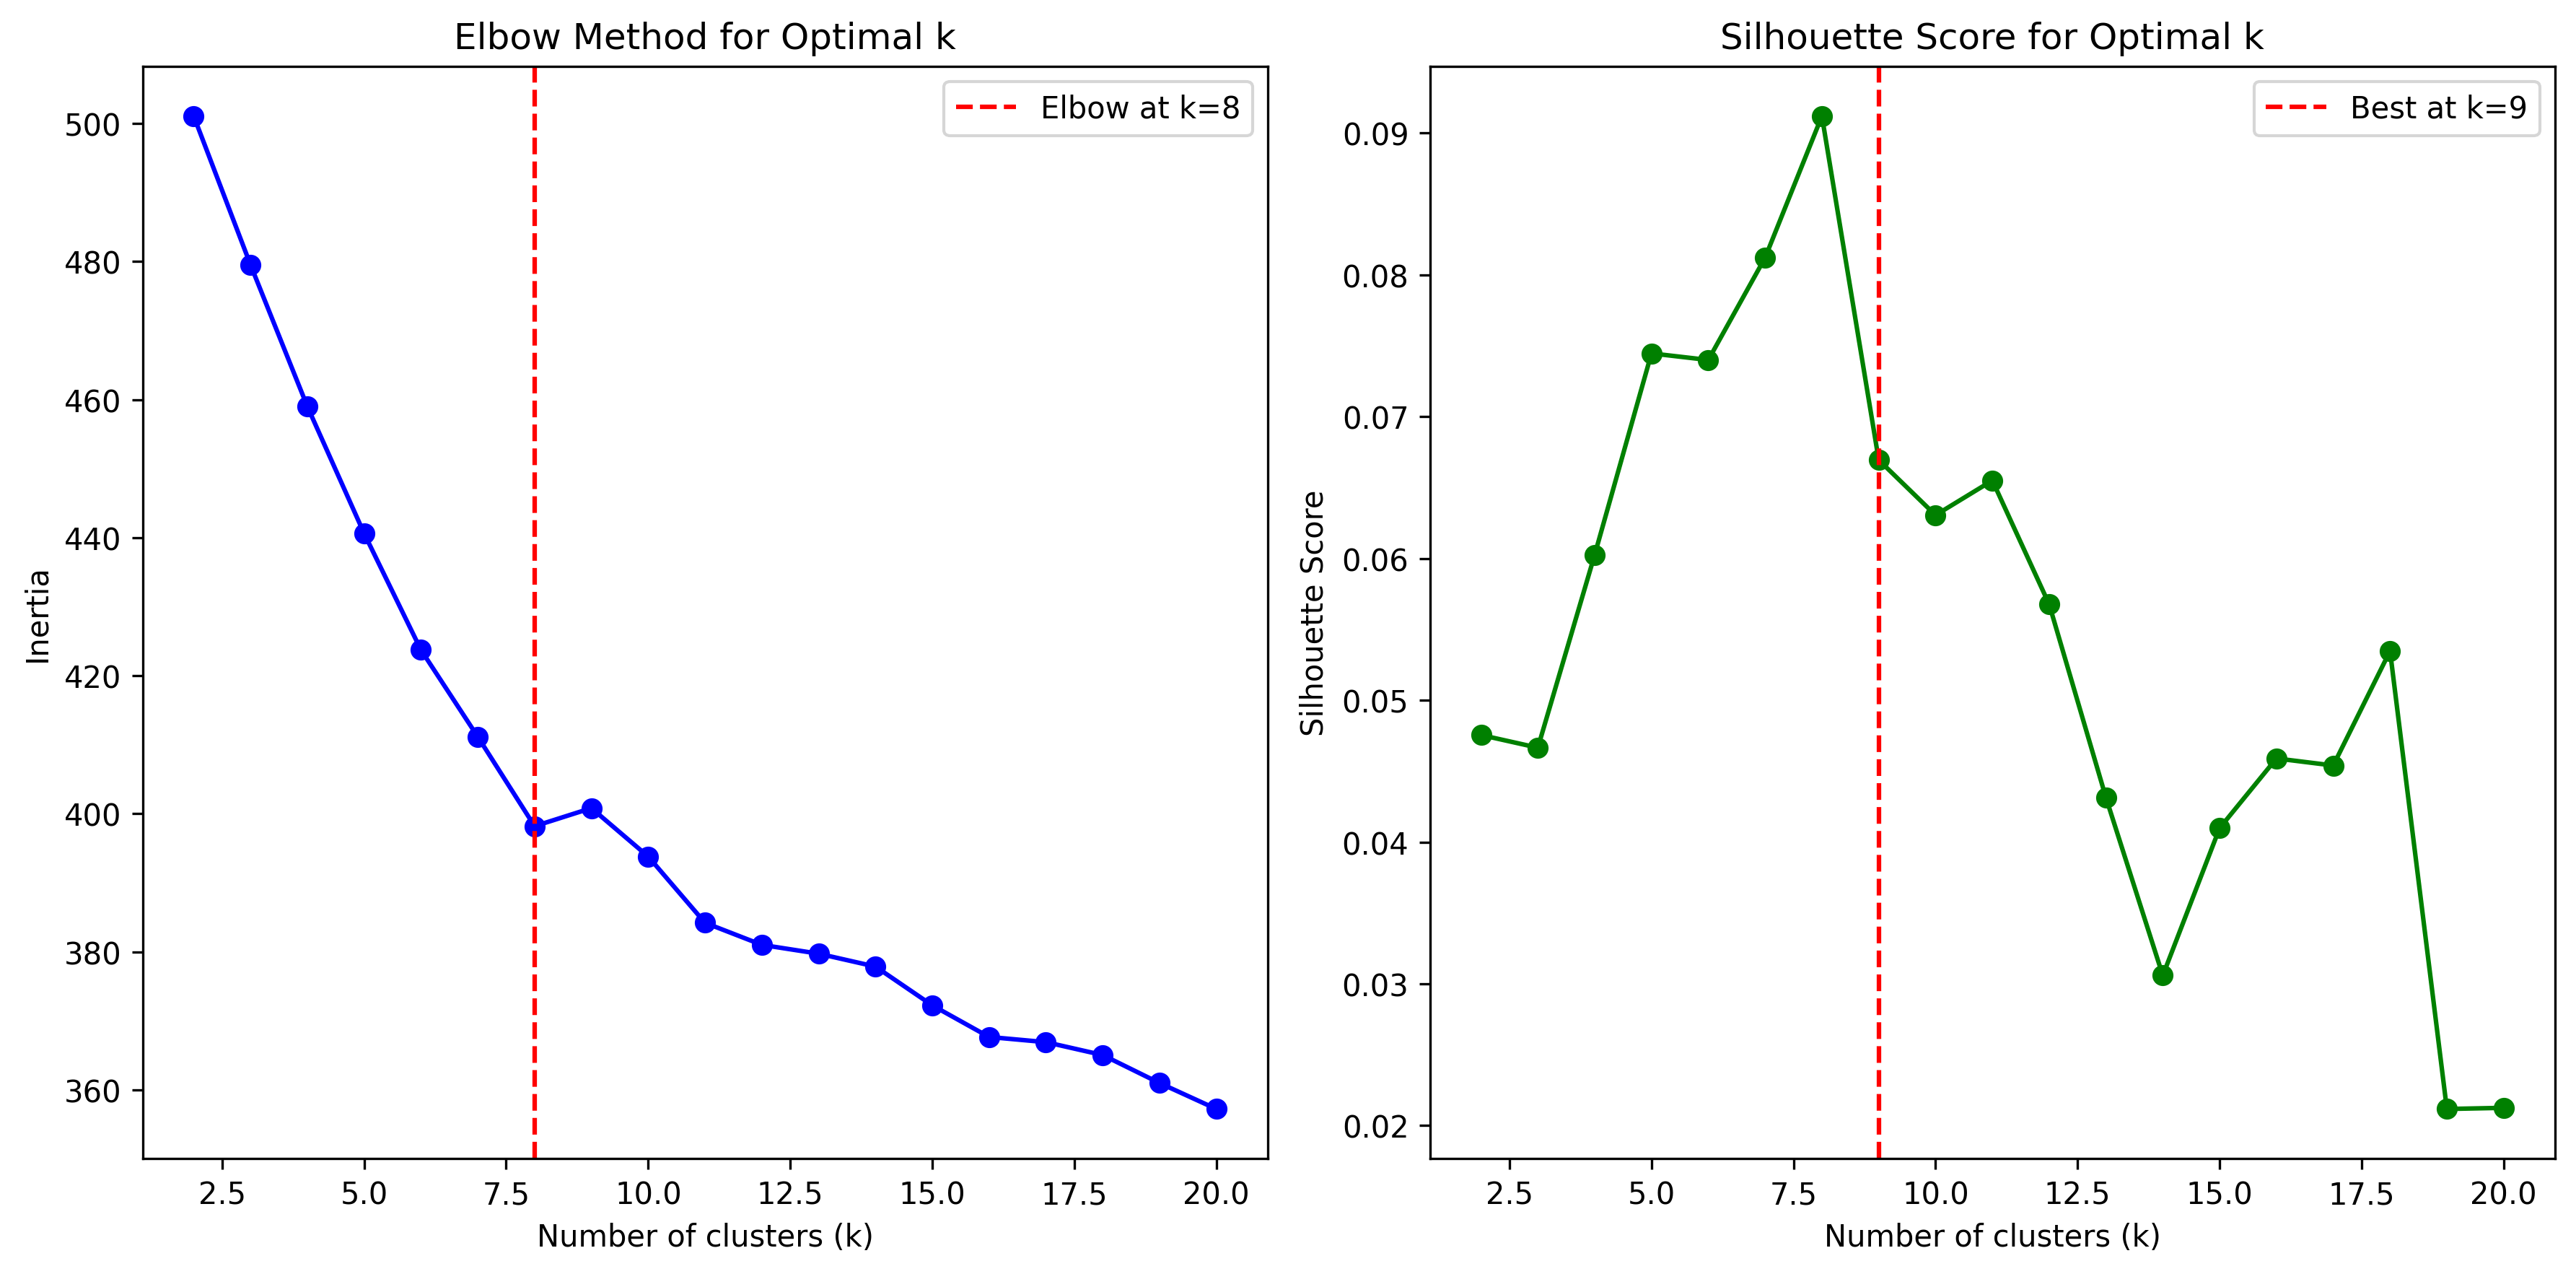 Elbow Method for Optimal k
Elbow at k=8
500
480
460
440
420
400
380
360
Inertia
2.5 5.0 7.5 10.0 12.5 15.0 17.5 20.0
Number of clusters (k)
Silhouette Score for Optimal k
Best at k=9
0.09
0.08
0.07
0.06
0.05
0.04
0.03
0.02
Silhouette Score
2.5 5.0 7.5 10.0 12.5 15.0 17.5 20.0
Number of clusters (k)